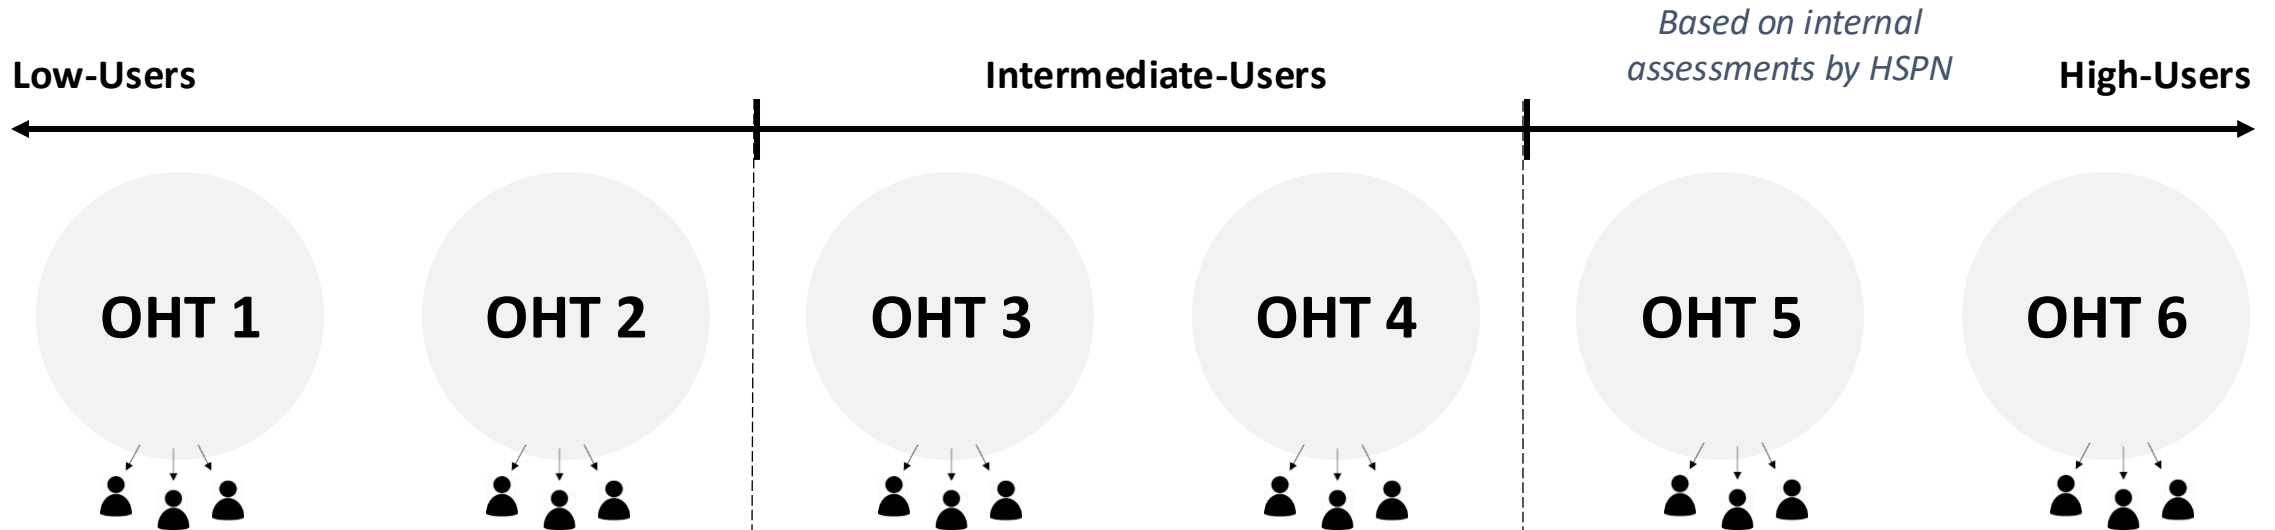 Based on internal
assessments by HSPN
Low-Users
Intermediate-Users
High-Users
OHT 1
OHT 2
OHT 3
OHT 4
OHT 5
OHT 6